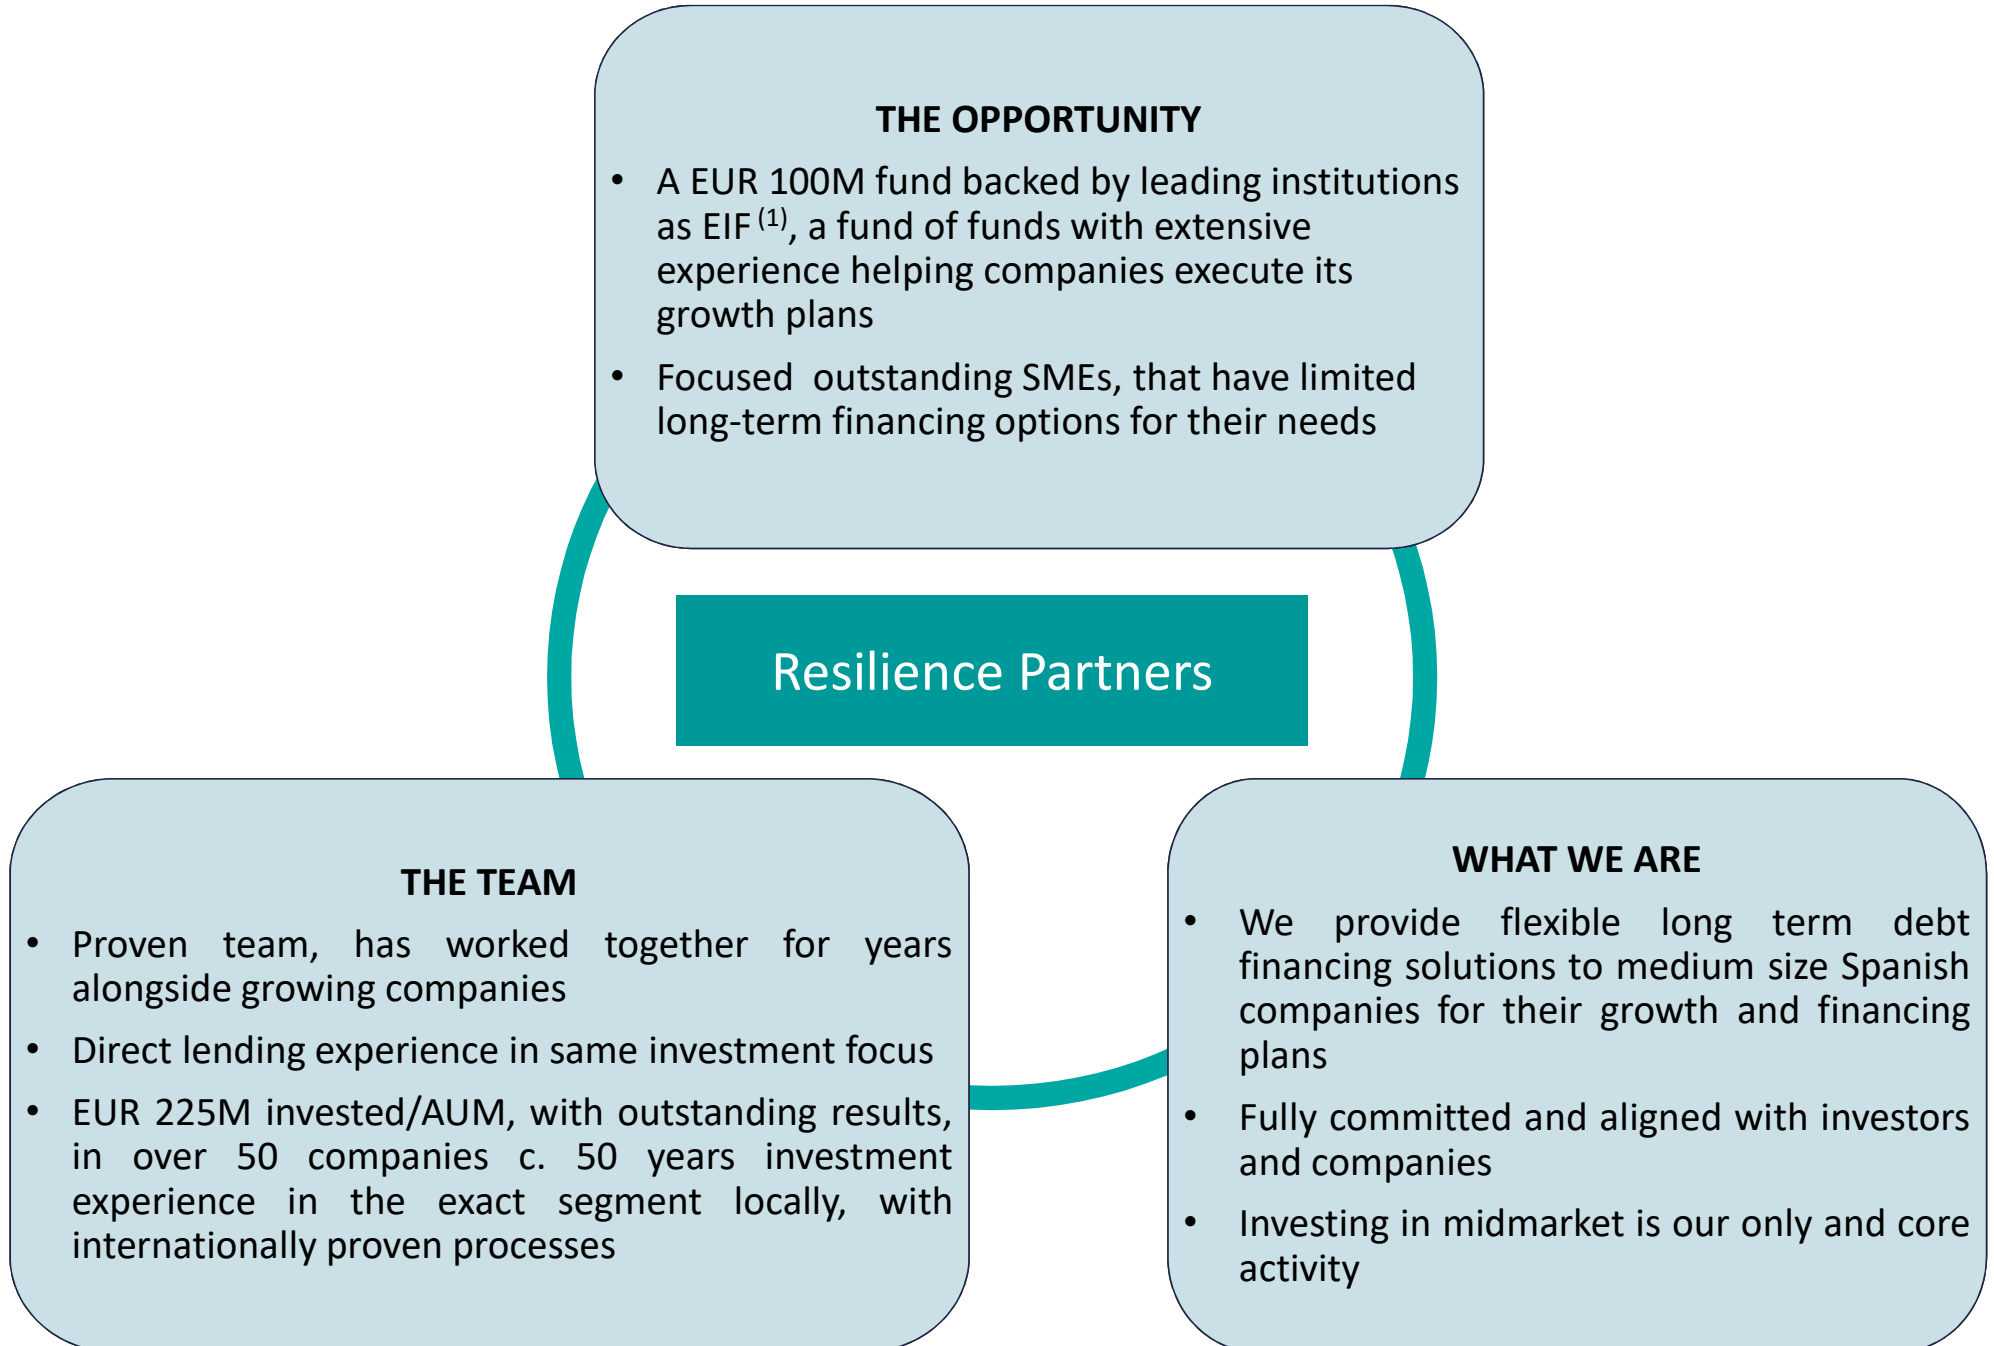 THE OPPORTUNITY
• A EUR 100M fund backed by leading institutions
as EIF (1), a fund of funds with extensive
experience helping companies execute its
growth plans
• Focused outstanding SMEs, that have limited
long-term financing options for their needs
Resilience Partners
THE TEAM
• Proven team, has worked together for years
alongside growing companies
• Direct lending experience in same investment focus
• EUR 225M invested/AUM, with outstanding results,
in over 50 companies c. 50 years investment
experience in the exact segment locally, with
internationally proven processes
WHAT WE ARE
• We provide flexible long term debt
financing solutions to medium size Spanish
companies for their growth and financing
plans
• Fully committed and aligned with investors
and companies
• Investing in midmarket is our only and core
activity